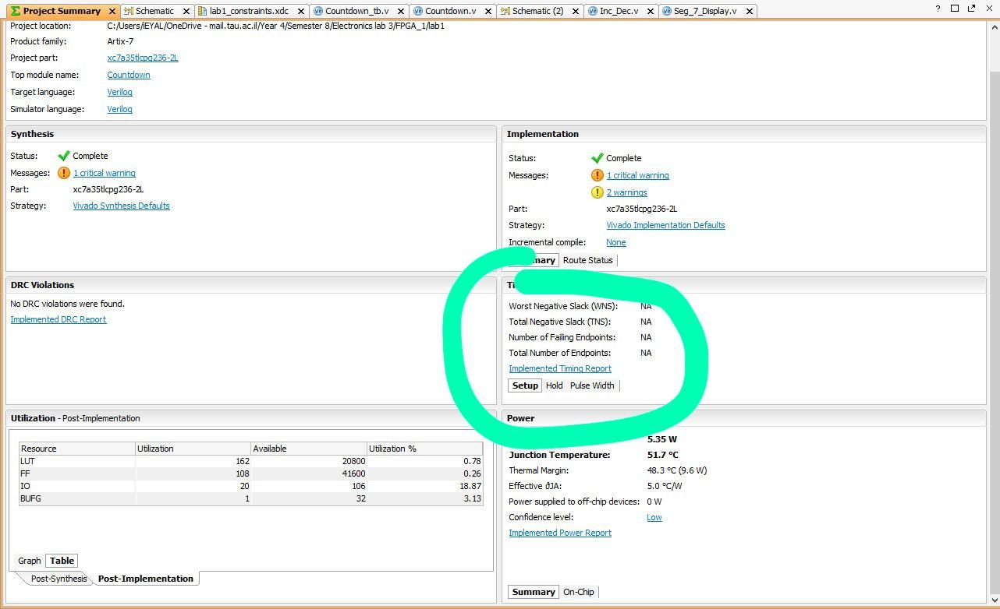 Project Summary × Schematic × lab1_constraints.xdc × Countdown_tb.v × Countdown.v × Schematic (2) × Inc_Dec.v × Seg_7_Display.v × ?
Project location: C:/Users/iEYAL/OneDrive - mail.tau.ac.il/Year 4/Semester 8/Electronics lab 3/FPGA_1/lab1
Product family: Artix-7
Project part: xc7a35tlcpg236-2L
Top module name: Countdown
Target language: Verilog
Simulator language: Verilog
Synthesis
Status: Complete
Messages: 1 critical warning
Part: xc7a35tlcpg236-2L
Strategy: Vivado Synthesis Defaults
Implementation
Status: Complete
Messages: 1 critical warning
2 warnings
Part: xc7a35tlcpg236-2L
Strategy: Vivado Implementation Defaults
Incremental compile: None
Route Status
DRC Violations
No DRC violations were found.
Implemented DRC Report
Worst Negative Slack (WNS): NA
Total Negative Slack (TNS): NA
Number of Failing Endpoints: NA
Total Number of Endpoints: NA
Implemented Timing Report
Setup Hold Pulse Width
Utilization - Post-Implementation
Resource Utilization Available Utilization %
LUT 162 20800 0.78
FF 108 41600 0.26
IO 20 106 18.87
BUFG 1 32 3.13
Graph Table
Post-Synthesis Post-Implementation
Power
5.35 W
Junction Temperature: 51.7 °C
Thermal Margin: 48.3 °C (9.6 W)
Effective ϑJA: 5.0 °C/W
Power supplied to off-chip devices: 0 W
Confidence level: Low
Implemented Power Report
Summary On-Chip